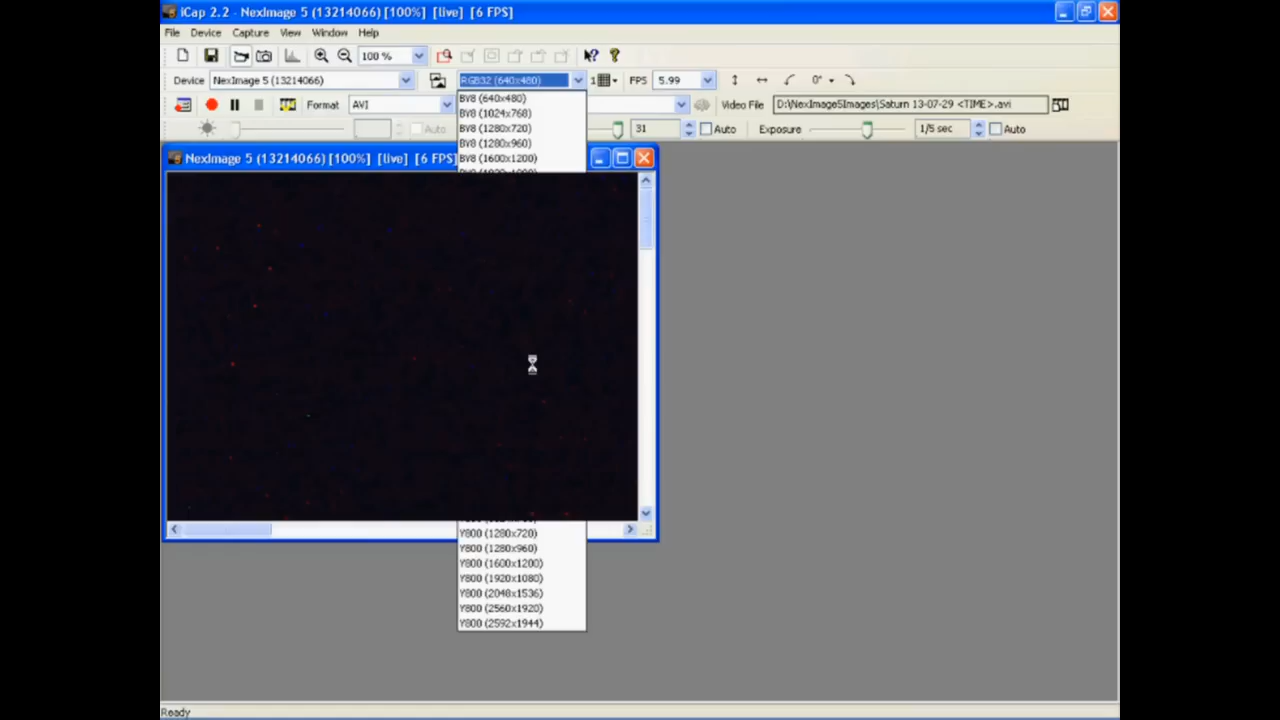 iCap 2.2 - NexImage 5 (13214066) [100%] [live] [6 FPS]
File Device Capture View Window Help
100 %
Device NexImage 5 (13214066) RGB32 (640x480) 1 FPS 5.99 0°
Format AVI Video File D:\NexImage5Images\Saturn 13-07-29 <TIME>.avi
Auto 31 Auto Exposure 1/5 sec Auto
BY8 (640x480)
BY8 (1024x768)
BY8 (1280x720)
BY8 (1280x960)
BY8 (1600x1200)
NexImage 5 (13214066) [100%] [live] [6 FPS]
Y800 (1280x720)
Y800 (1280x960)
Y800 (1600x1200)
Y800 (1920x1080)
Y800 (2048x1536)
Y800 (2560x1920)
Y800 (2592x1944)
Ready